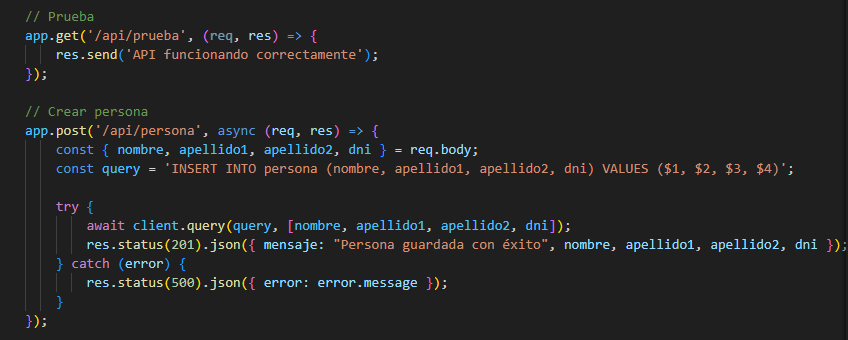 // Prueba
app.get('/api/prueba', (req, res) => {
    res.send('API funcionando correctamente');
});

// Crear persona
app.post('/api/persona', async (req, res) => {
    const { nombre, apellido1, apellido2, dni } = req.body;
    const query = 'INSERT INTO persona (nombre, apellido1, apellido2, dni) VALUES ($1, $2, $3, $4)';

    try {
        await client.query(query, [nombre, apellido1, apellido2, dni]);
        res.status(201).json({ mensaje: "Persona guardada con éxito", nombre, apellido1, apellido2, dni });
    } catch (error) {
        res.status(500).json({ error: error.message });
    }
});